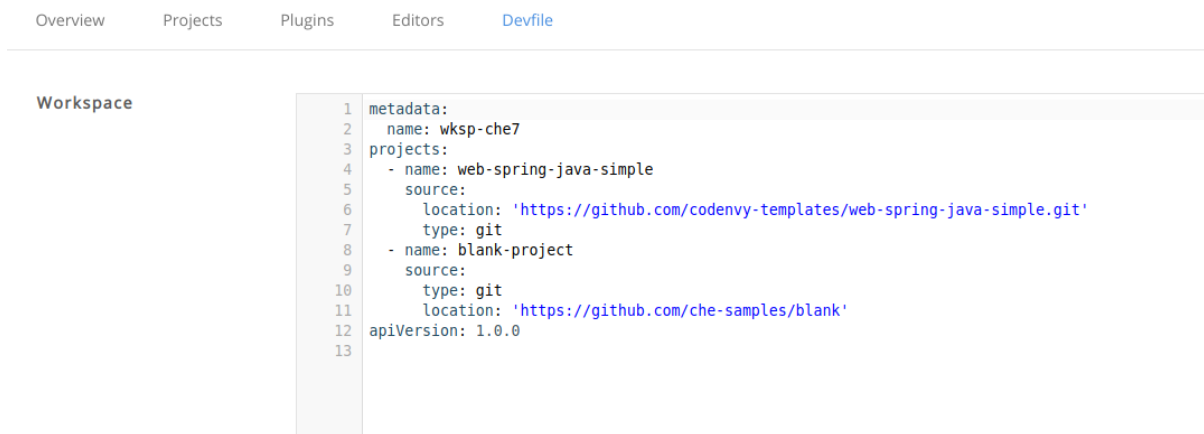 Overview Projects Plugins Editors Devfile
Workspace
1 metadata:
2   name: wksp-che7
3 projects:
4   - name: web-spring-java-simple
5     source:
6       location: 'https://github.com/codenvy-templates/web-spring-java-simple.git'
7       type: git
8   - name: blank-project
9     source:
10       type: git
11       location: 'https://github.com/che-samples/blank'
12 apiVersion: 1.0.0
13